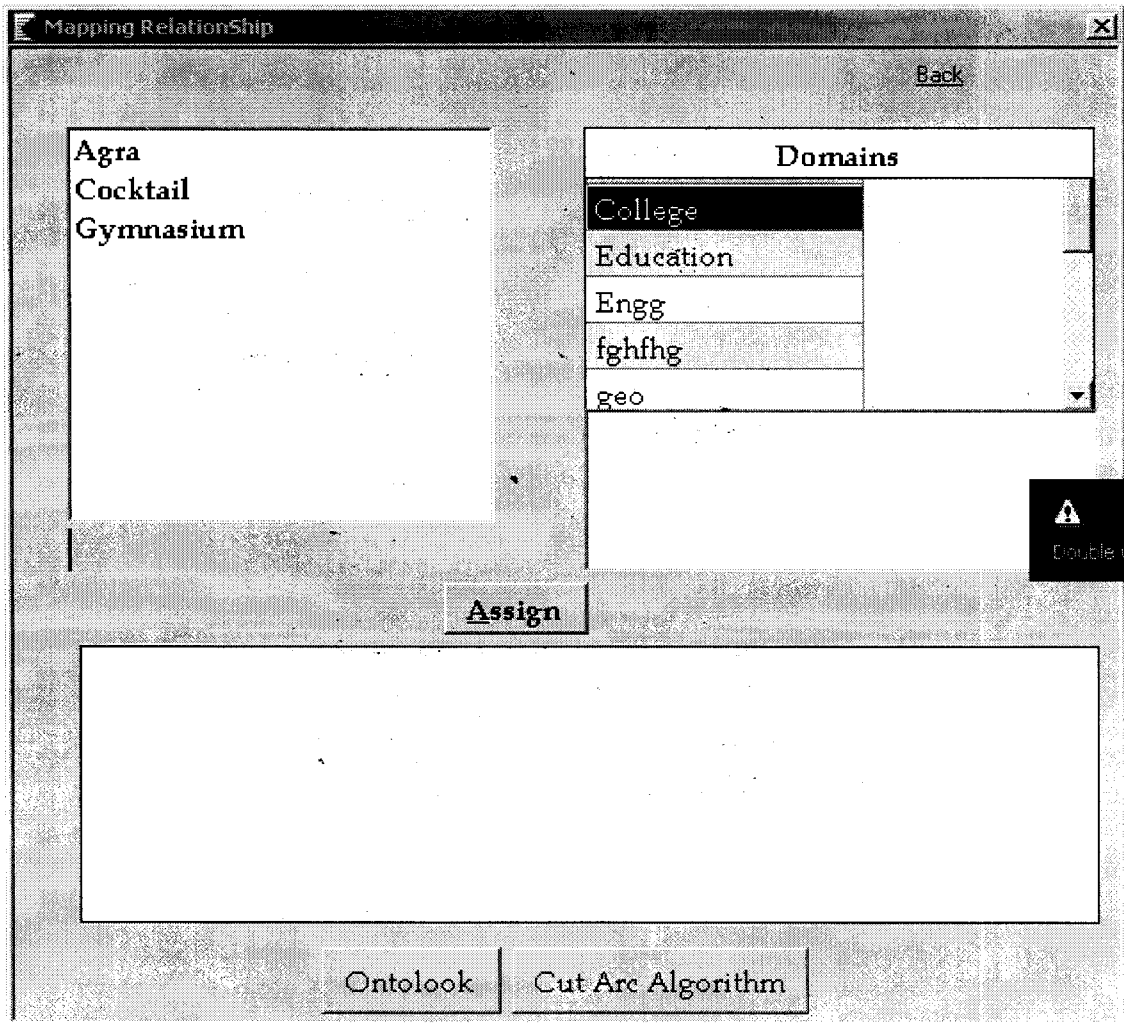 Mapping RelationShip
Back
Agra
Cocktail
Gymnasium
Domains
College
Education
Engg
fghfhg
geo
Double
Assign
Ontolook
Cut Arc Algorithm